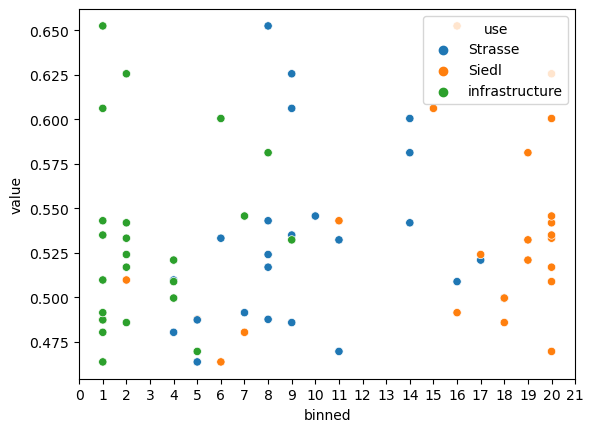 use
Strasse
Siedl
infrastructure
value
0.650
0.625
0.600
0.575
0.550
0.525
0.500
0.475
0 1 2 3 4 5 6 7 8 9 10 11 12 13 14 15 16 17 18 19 20 21
binned